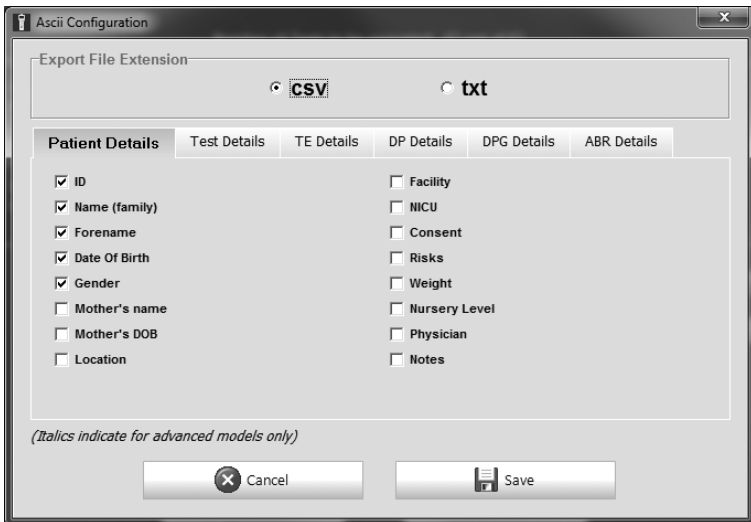 Ascii Configuration
x
Export File Extension
csv txt
Patient Details Test Details TE Details DP Details DPG Details ABR Details
ID Facility
Name (family) NICU
Forename Consent
Date Of Birth Risks
Gender Weight
Mother's name Nursery Level
Mother's DOB Physician
Location Notes
(Italics indicate for advanced models only)
Cancel Save